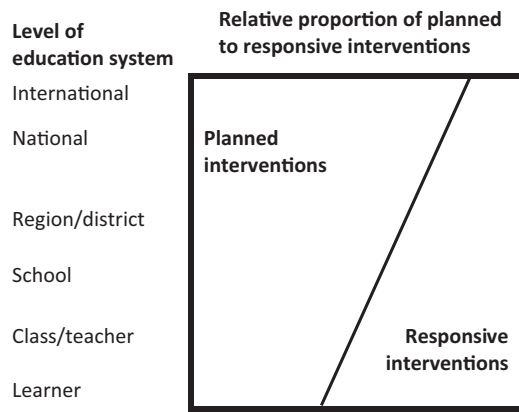 Level of
education system
Relative proportion of planned
to responsive interventions
International
National
Region/district
School
Class/teacher
Learner
Planned
interventions
Responsive
interventions